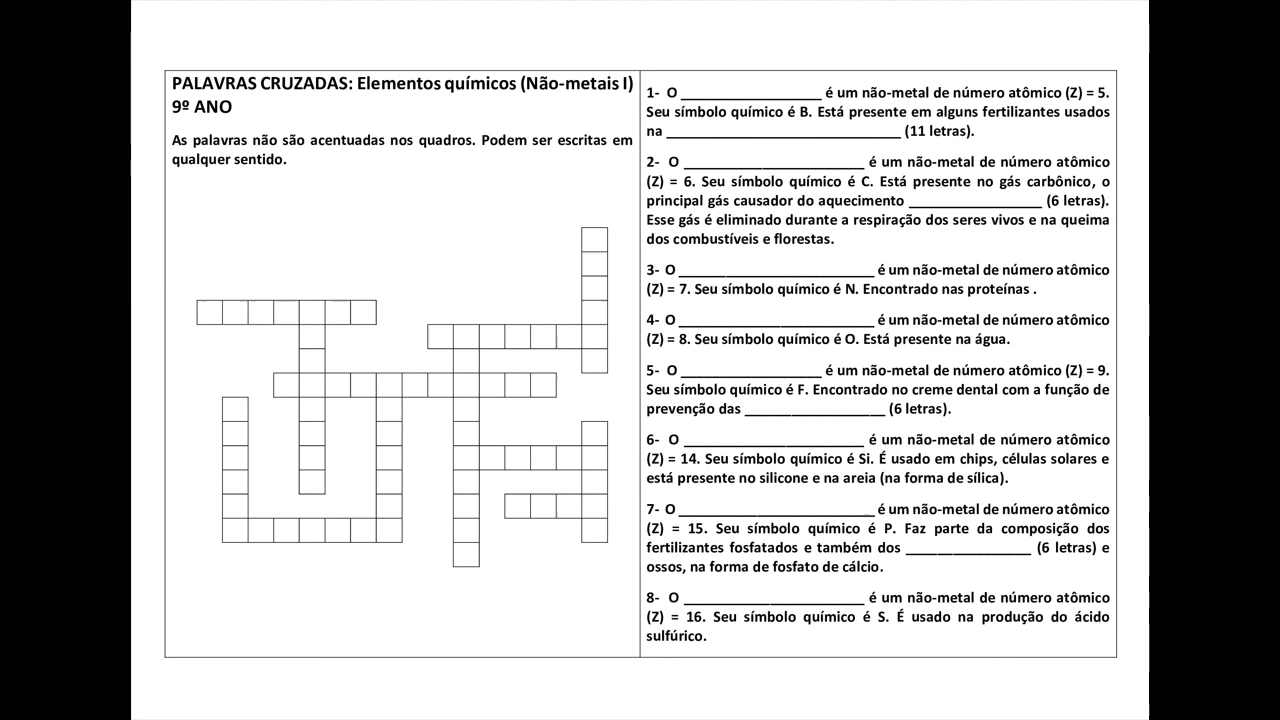 PALAVRAS CRUZADAS: Elementos químicos (Não-metais I)
9º ANO
As palavras não são acentuadas nos quadros. Podem ser escritas em
qualquer sentido.
1- O __________________ é um não-metal de número atômico (Z) = 5.
Seu símbolo químico é B. Está presente em alguns fertilizantes usados
na ______________________________ (11 letras).
2- O _______________________ é um não-metal de número atômico
(Z) = 6. Seu símbolo químico é C. Está presente no gás carbônico, o
principal gás causador do aquecimento _________________ (6 letras).
Esse gás é eliminado durante a respiração dos seres vivos e na queima
dos combustíveis e florestas.
3- O _________________________ é um não-metal de número atômico
(Z) = 7. Seu símbolo químico é N. Encontrado nas proteínas .
4- O _________________________ é um não-metal de número atômico
(Z) = 8. Seu símbolo químico é O. Está presente na água.
5- O __________________ é um não-metal de número atômico (Z) = 9.
Seu símbolo químico é F. Encontrado no creme dental com a função de
prevenção das __________________ (6 letras).
6- O _______________________ é um não-metal de número atômico
(Z) = 14. Seu símbolo químico é Si. É usado em chips, células solares e
está presente no silicone e na areia (na forma de sílica).
7- O _________________________ é um não-metal de número atômico
(Z) = 15. Seu símbolo químico é P. Faz parte da composição dos
fertilizantes fosfatados e também dos ________________ (6 letras) e
ossos, na forma de fosfato de cálcio.
8- O _______________________ é um não-metal de número atômico
(Z) = 16. Seu símbolo químico é S. É usado na produção do ácido
sulfúrico.